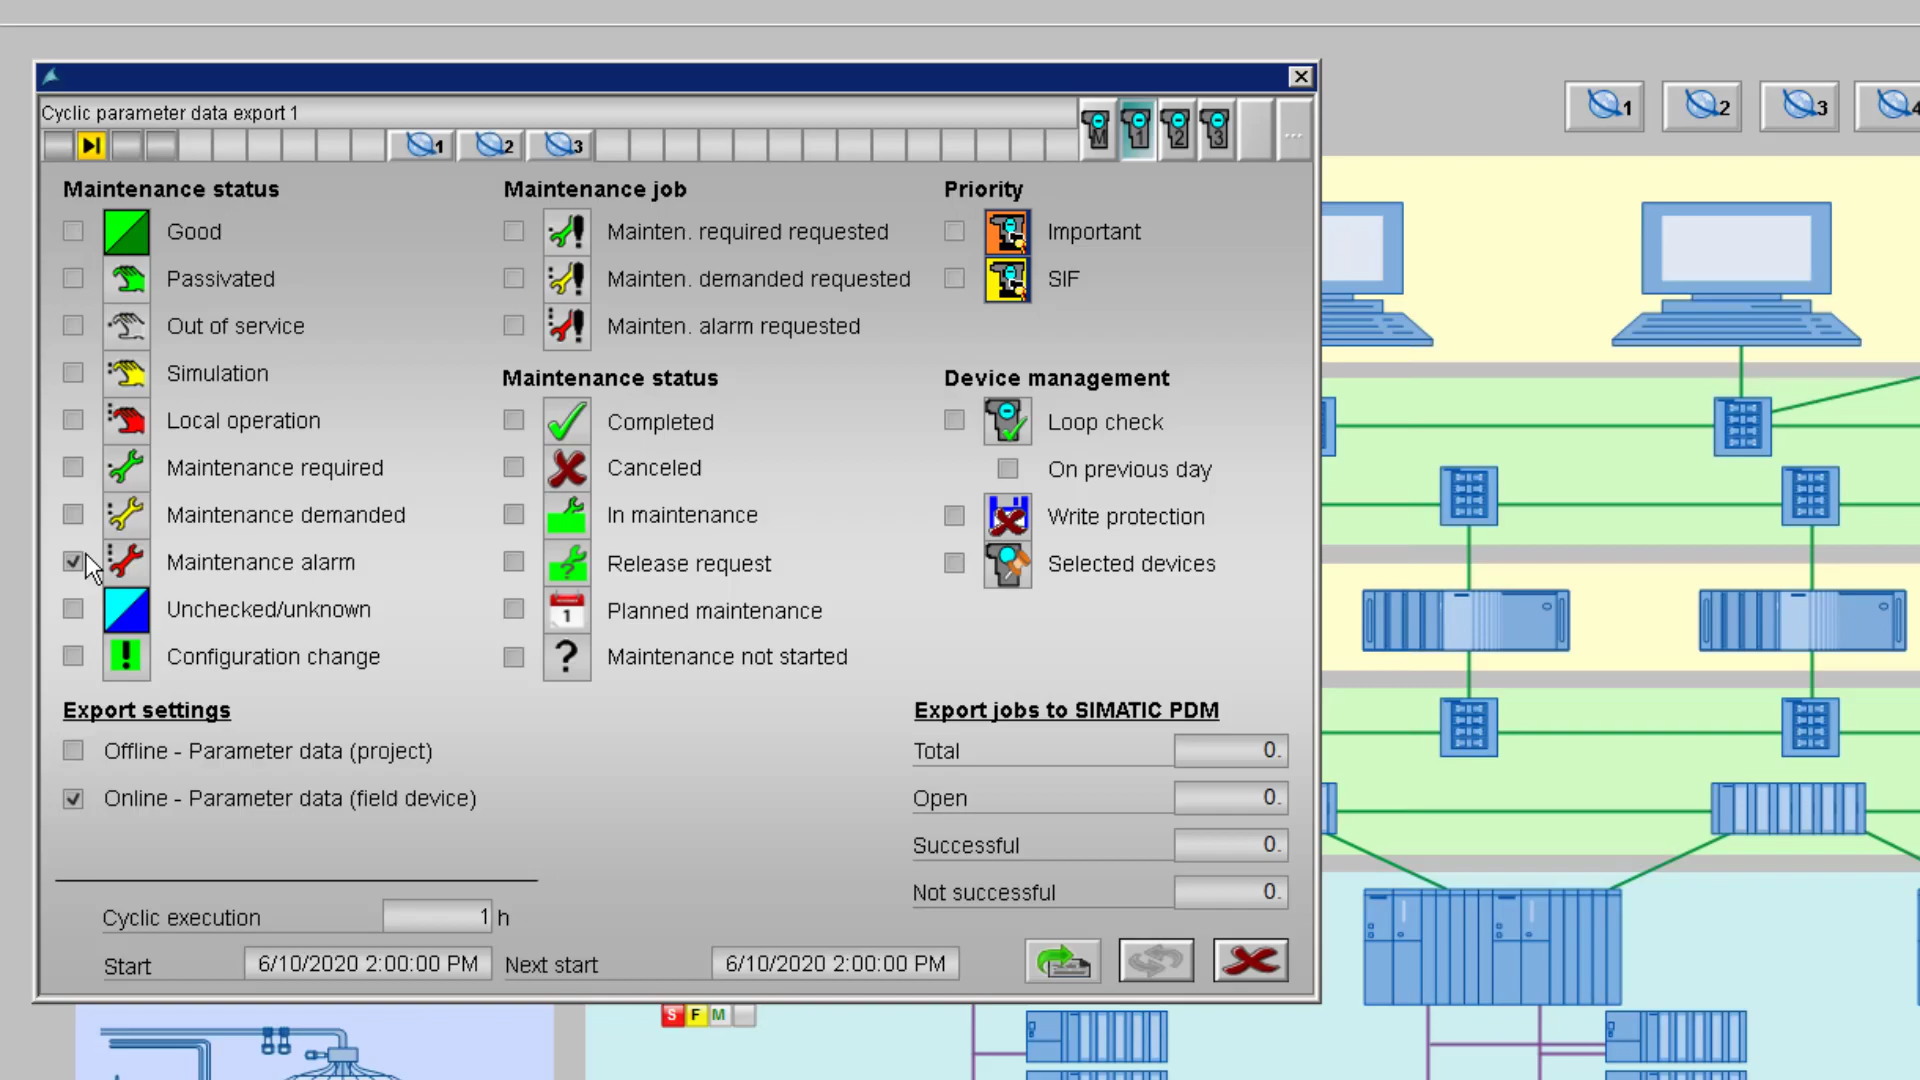 Cyclic parameter data export 1
1 2 3
M 1 2 3 ...
1 2 3 4
Maintenance status
Good
Passivated
Out of service
Simulation
Local operation
Maintenance required
Maintenance demanded
Maintenance alarm
Unchecked/unknown
Configuration change
Maintenance job
Mainten. required requested
Mainten. demanded requested
Mainten. alarm requested
Maintenance status
Completed
Canceled
In maintenance
Release request
1 Planned maintenance
? Maintenance not started
Priority
Important
SIF
Device management
Loop check
On previous day
Write protection
Selected devices
Export settings
Offline - Parameter data (project)
Online - Parameter data (field device)
Export jobs to SIMATIC PDM
Total 0.
Open 0.
Successful 0.
Not successful 0.
Cyclic execution 1 h
Start 6/10/2020 2:00:00 PM Next start 6/10/2020 2:00:00 PM
S F M